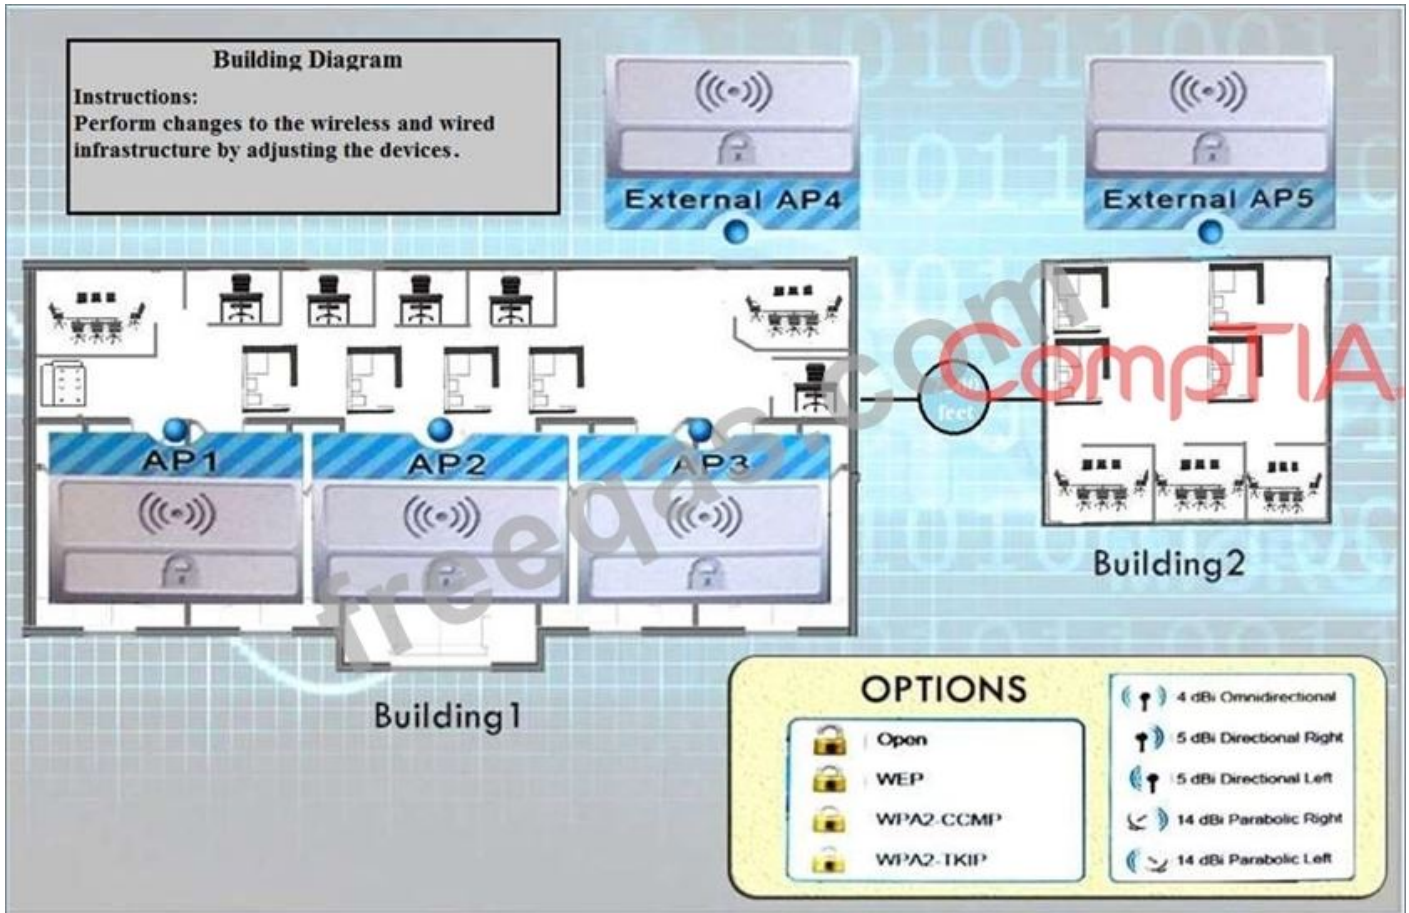 Building Diagram
Instructions:
Perform changes to the wireless and wired
infrastructure by adjusting the devices.
External AP4
External AP5
CompTIA
freeqas.com
feet
AP1
AP2
AP3
Building2
Building1
OPTIONS
Open
WEP
WPA2-CCMP
WPA2-TKIP
4 dBi Omnidirectional
5 dBi Directional Right
5 dBi Directional Left
14 dBi Parabolic Right
14 dBi Parabolic Left